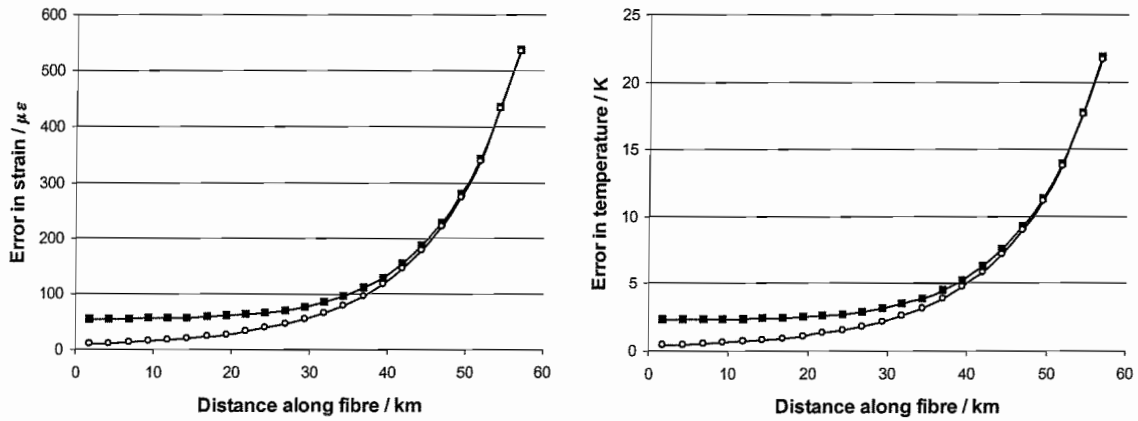 Error in strain / με
600
500
400
300
200
100
0
0 10 20 30 40 50 60
Distance along fibre / km
Error in temperature / K
25
20
15
10
5
0
0 10 20 30 40 50 60
Distance along fibre / km